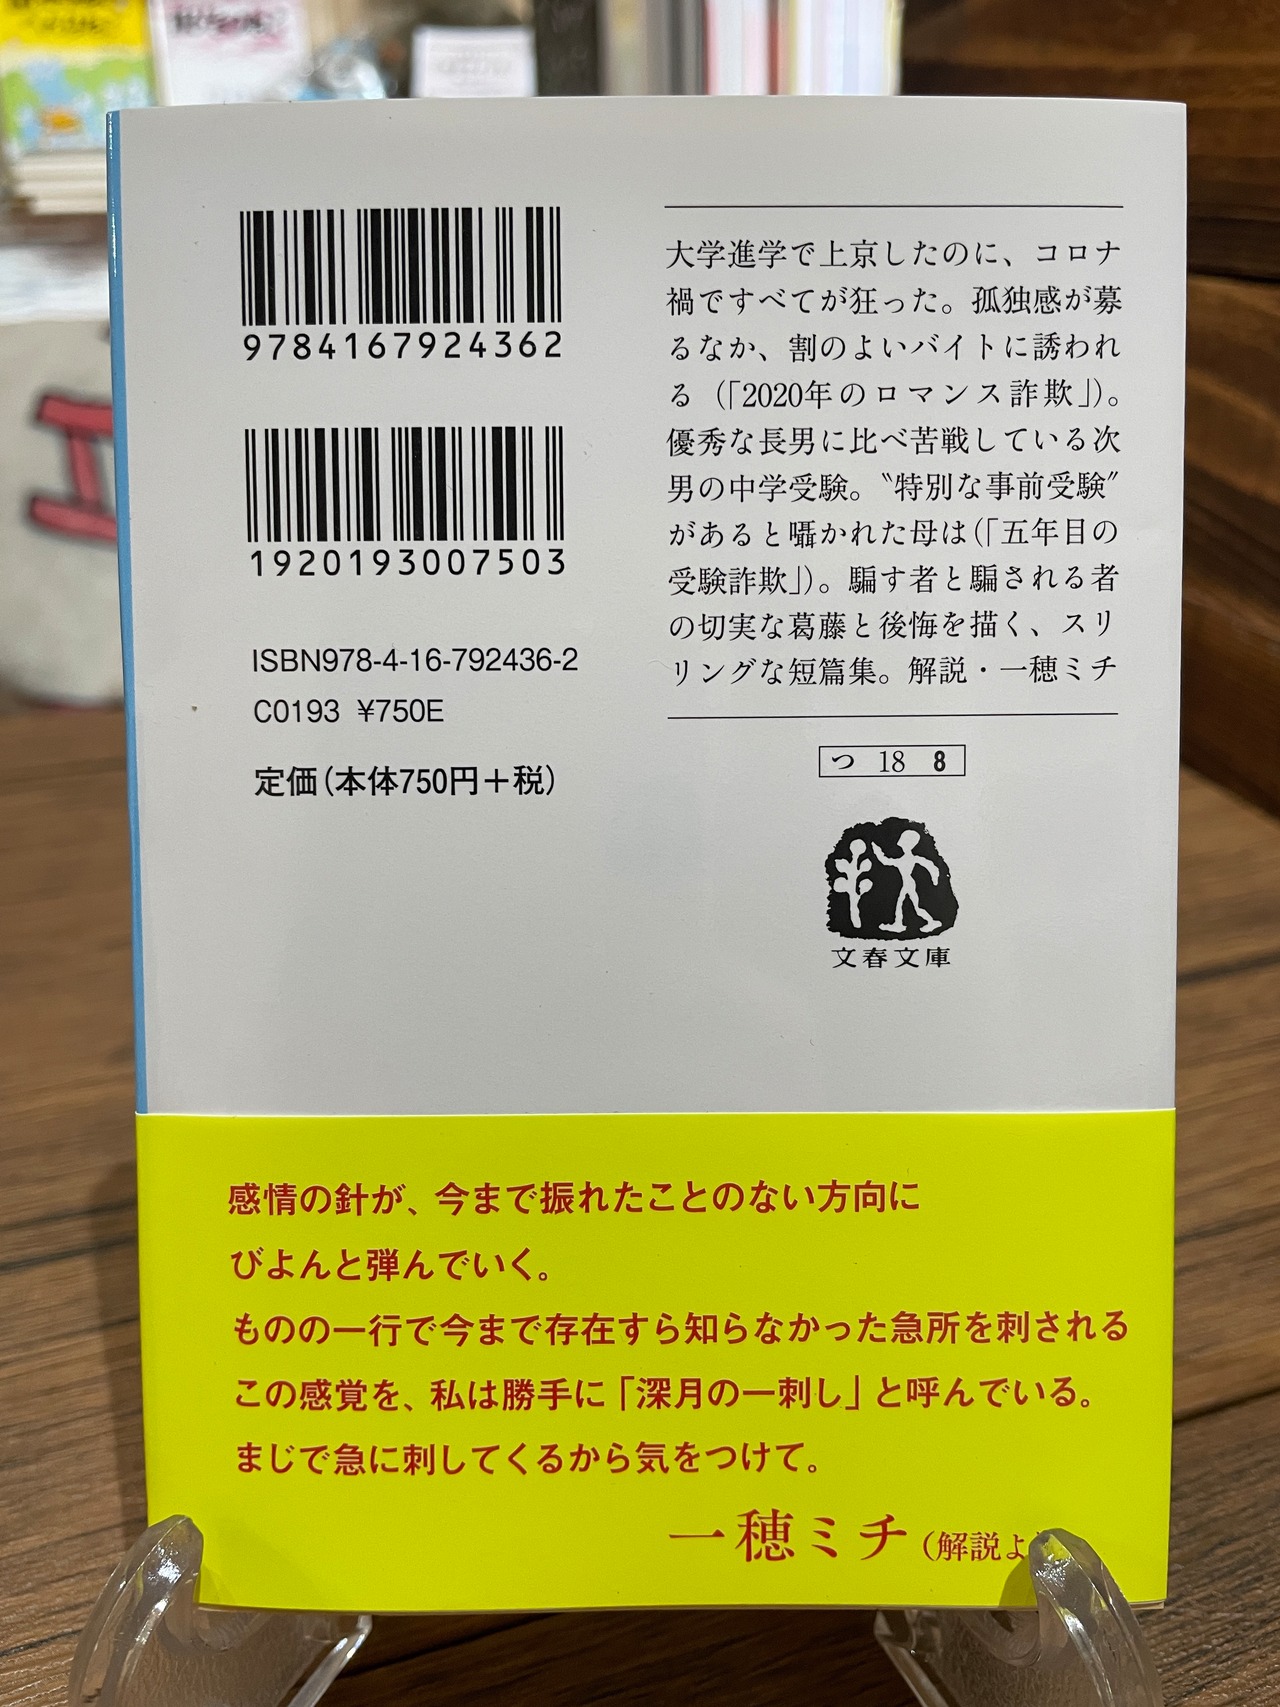 9784167924362
1920193007503
ISBN978-4-16-792436-2
C0193 ¥750E
定価(本体750円+税)
大学進学で上京したのに、コロナ
禍ですべてが狂った。孤独感が募
るなか、割のよいバイトに誘われ
る(「2020年のロマンス詐欺」)。
優秀な長男に比べ苦戦している次
男の中学受験。〝特別な事前受験〟
があると囁かれた母は(「五年目の
受験詐欺」)。騙す者と騙される者
の切実な葛藤と後悔を描く、スリ
リングな短篇集。解説・一穂ミチ
つ 18 8
文春文庫
感情の針が、今まで振れたことのない方向に
びよんと弾んでいく。
ものの一行で今まで存在すら知らなかった急所を刺される
この感覚を、私は勝手に「深月の一刺し」と呼んでいる。
まじで急に刺してくるから気をつけて。
一穂ミチ(解説よ